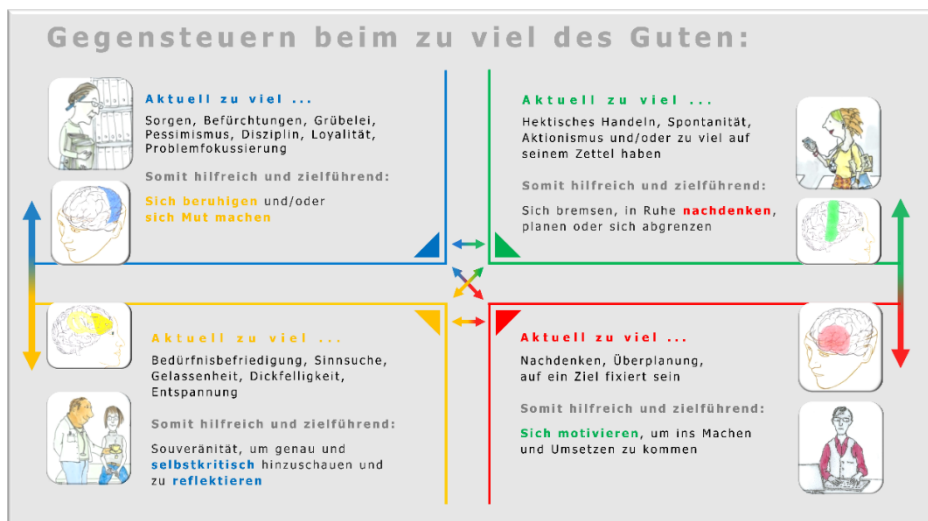 Gegensteuern beim zu viel des Guten:
Aktuell zu viel ...
Sorgen, Befürchtungen, Grübelei,
Pessimismus, Disziplin, Loyalität,
Problemfokussierung
Somit hilfreich und zielführend:
Sich beruhigen und/oder
sich Mut machen
Aktuell zu viel ...
Hektisches Handeln, Spontanität,
Aktionismus und/oder zu viel auf
seinem Zettel haben
Somit hilfreich und zielführend:
Sich bremsen, in Ruhe nachdenken,
planen oder sich abgrenzen
Aktuell zu viel ...
Bedürfnisbefriedigung, Sinnsuche,
Gelassenheit, Dickfelligkeit,
Entspannung
Somit hilfreich und zielführend:
Souveränität, um genau und
selbstkritisch hinzuschauen und
zu reflektieren
Aktuell zu viel ...
Nachdenken, Überplanung,
auf ein Ziel fixiert sein
Somit hilfreich und zielführend:
Sich motivieren, um ins Machen
und Umsetzen zu kommen